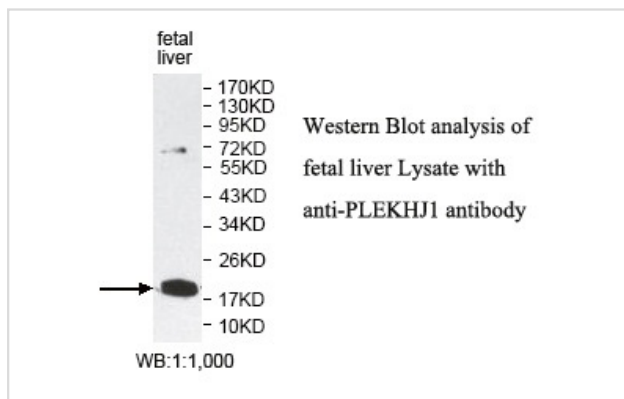 fetal
liver
170KD
130KD
95KD
72KD
55KD
43KD
34KD
26KD
17KD
10KD
WB:1:1,000
Western Blot analysis of
fetal liver Lysate with
anti-PLEKHJ1 antibody